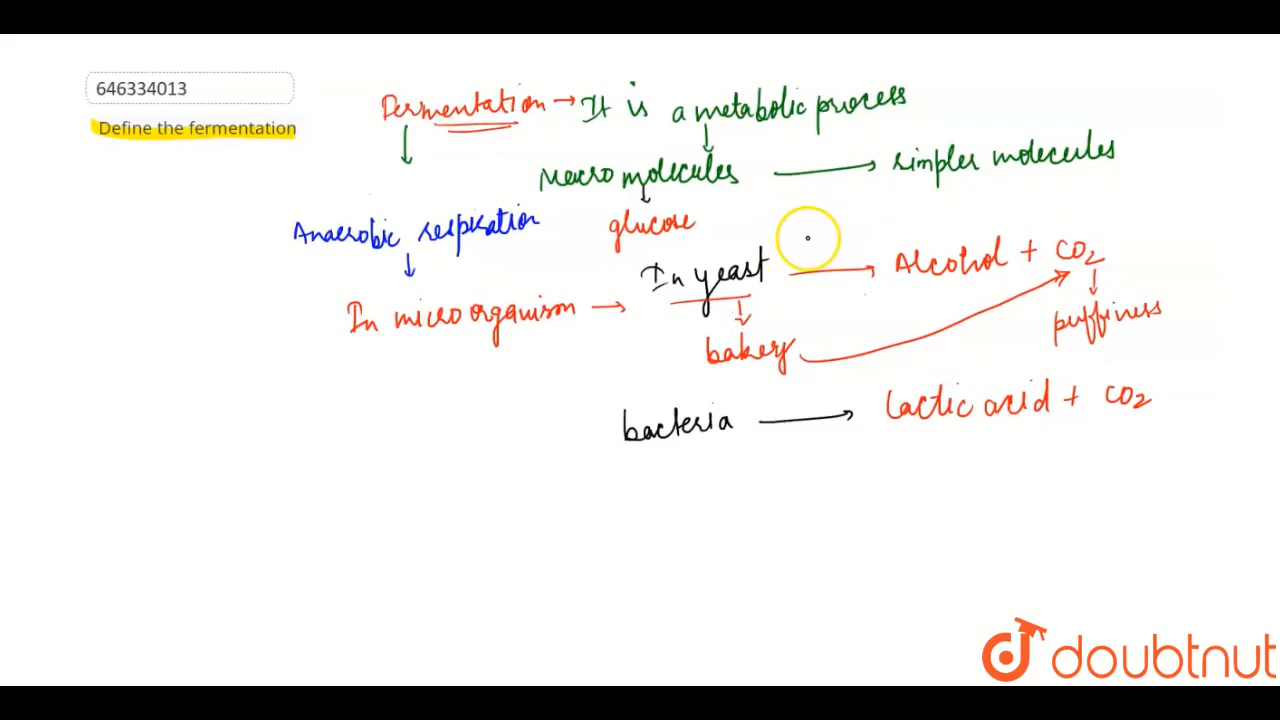 646334013
Define the fermentation
Fermentation → It is a metabolic process
Macro molecules → simpler molecules
Anaerobic respiration
glucose
In yeast → Alcohol + CO2
In micro organism →
puffiness
bakery
bacteria → Lactic acid + CO2
doubtnut